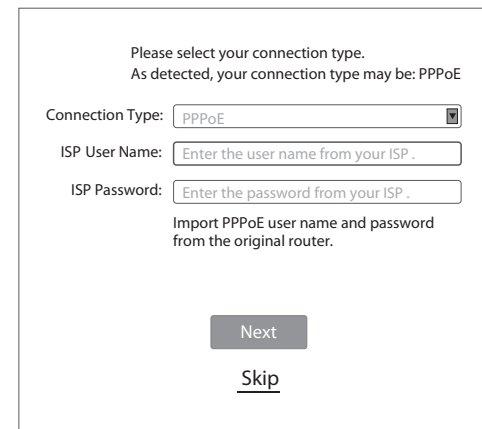 Please select your connection type.
As detected, your connection type may be: PPPoE
Connection Type: PPPoE
ISP User Name: Enter the user name from your ISP .
ISP Password: Enter the password from your ISP .
Import PPPoE user name and password
from the original router.
Next
Skip